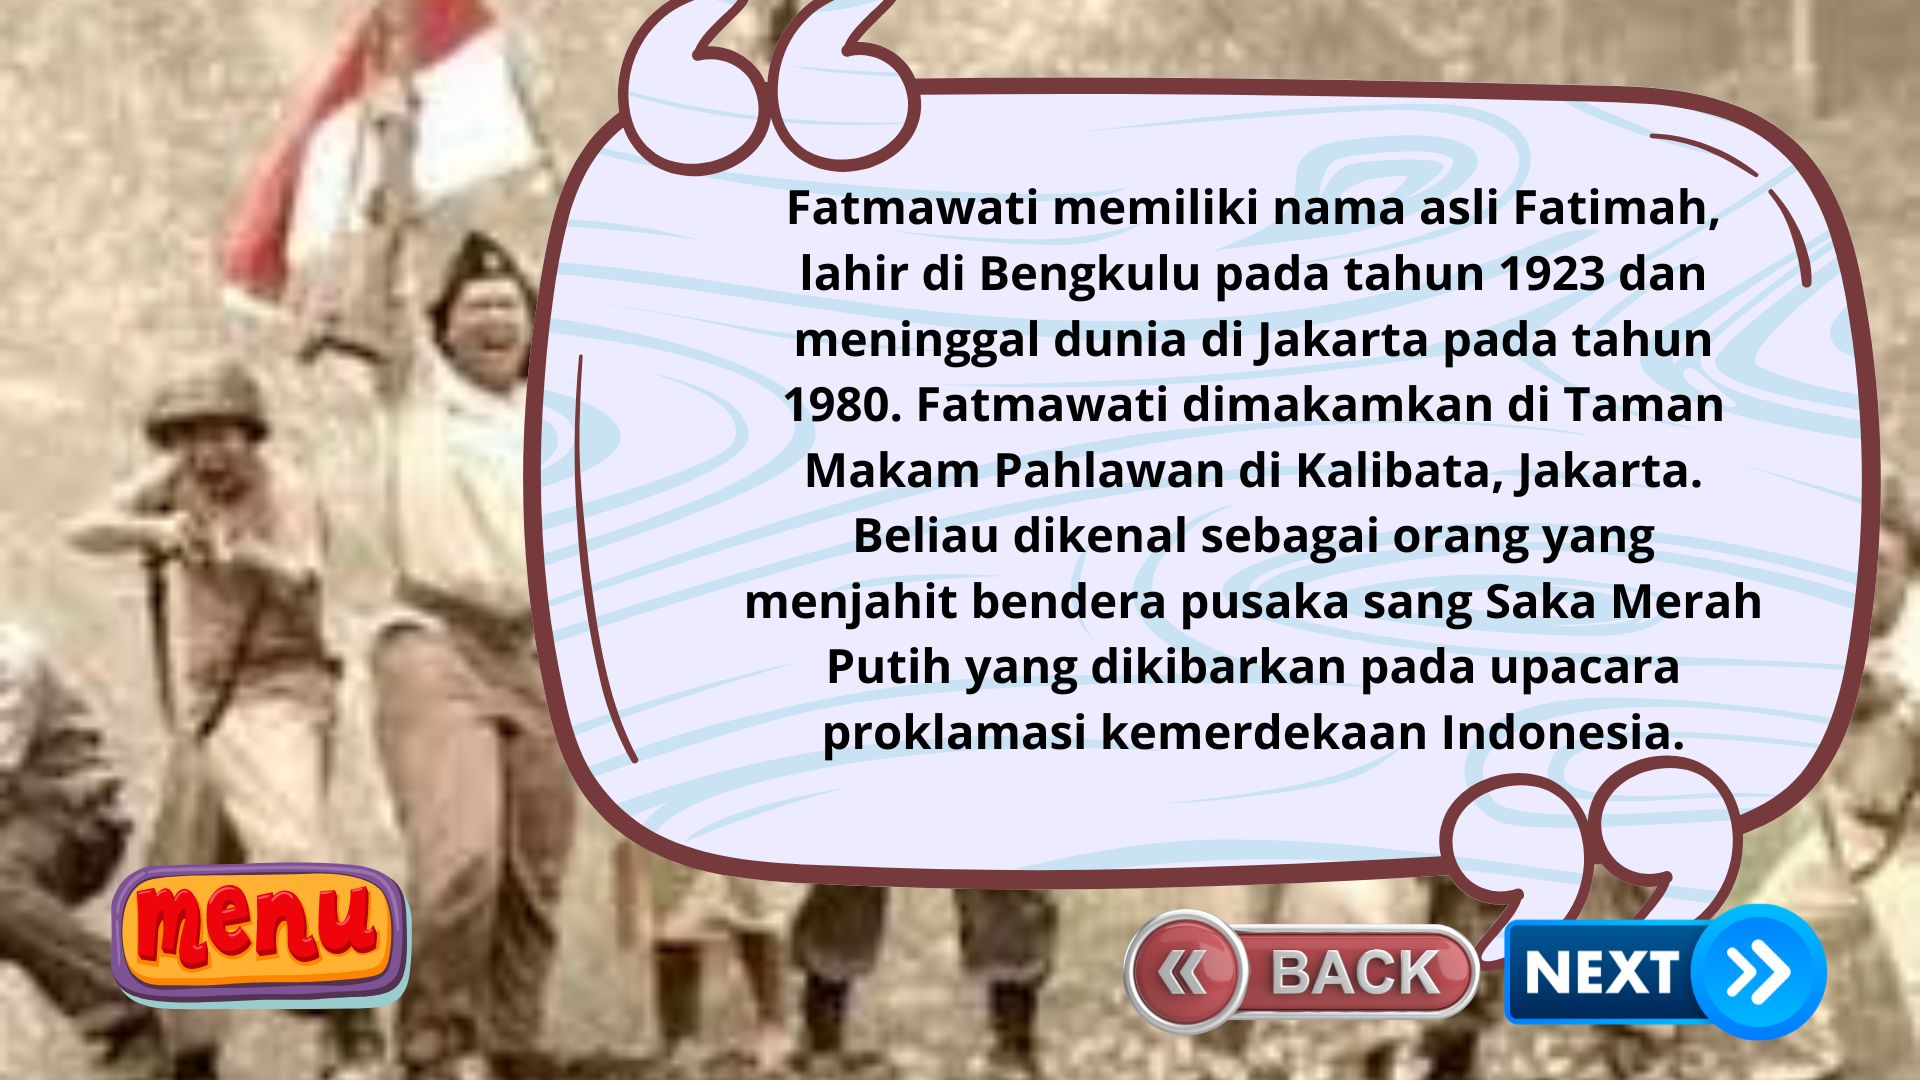 Fatmawati memiliki nama asli Fatimah,
lahir di Bengkulu pada tahun 1923 dan
meninggal dunia di Jakarta pada tahun
1980. Fatmawati dimakamkan di Taman
Makam Pahlawan di Kalibata, Jakarta.
Beliau dikenal sebagai orang yang
menjahit bendera pusaka sang Saka Merah
Putih yang dikibarkan pada upacara
proklamasi kemerdekaan Indonesia.
menu
BACK
NEXT